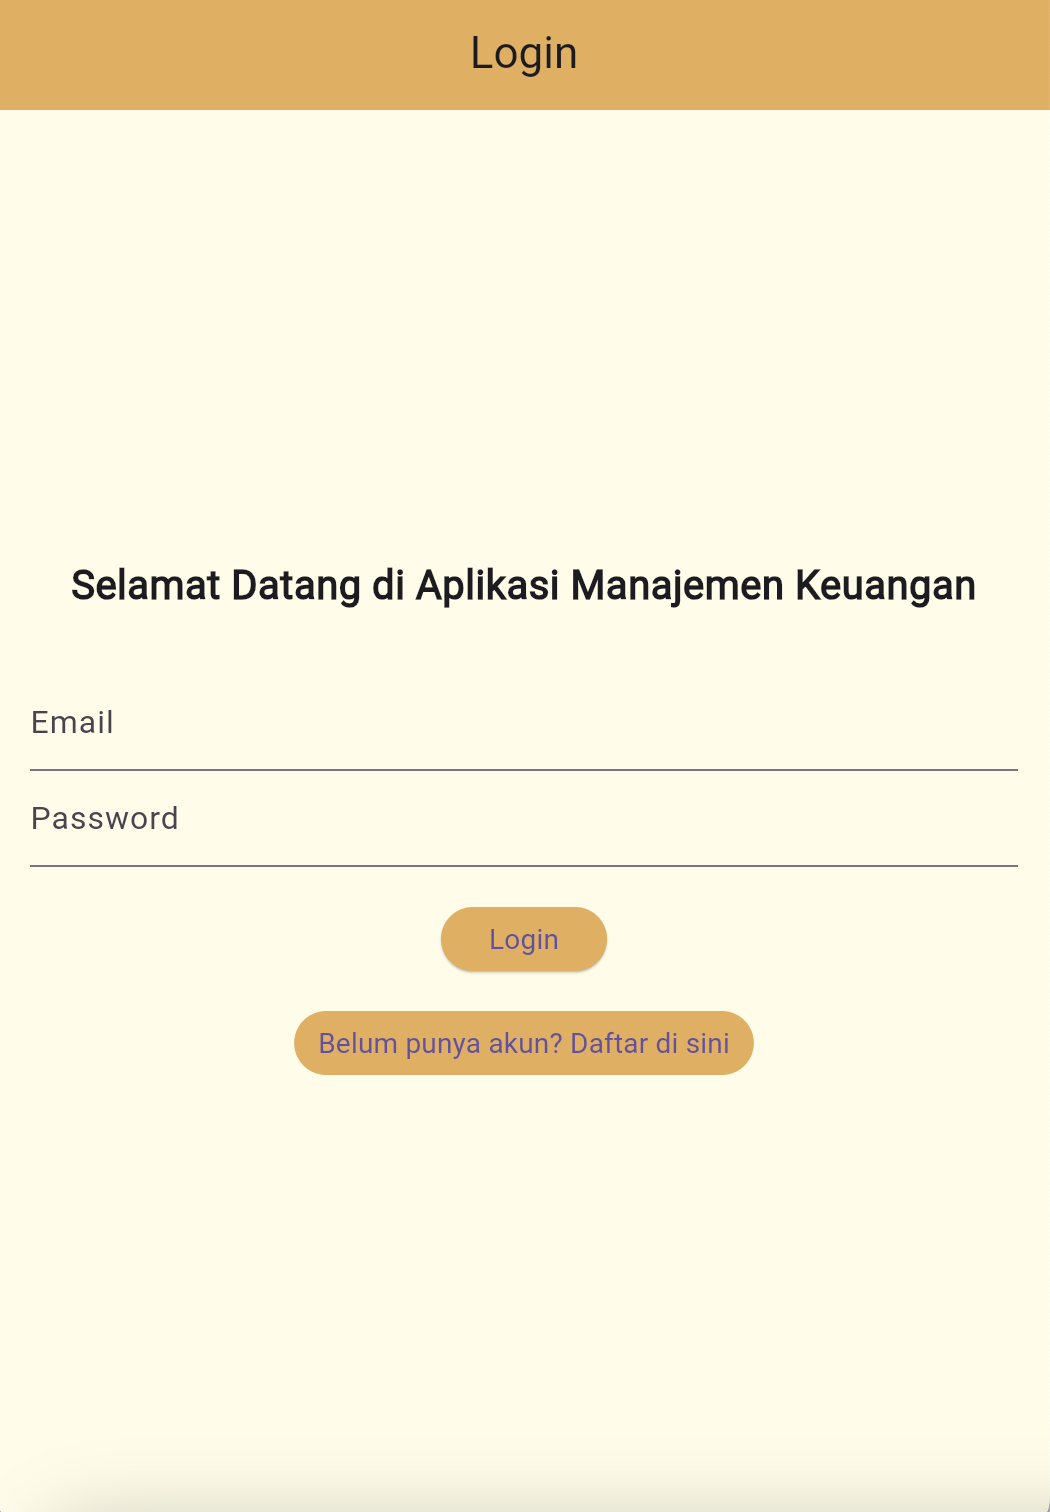 Login
Selamat Datang di Aplikasi Manajemen Keuangan
Email
Password
Login
Belum punya akun? Daftar di sini